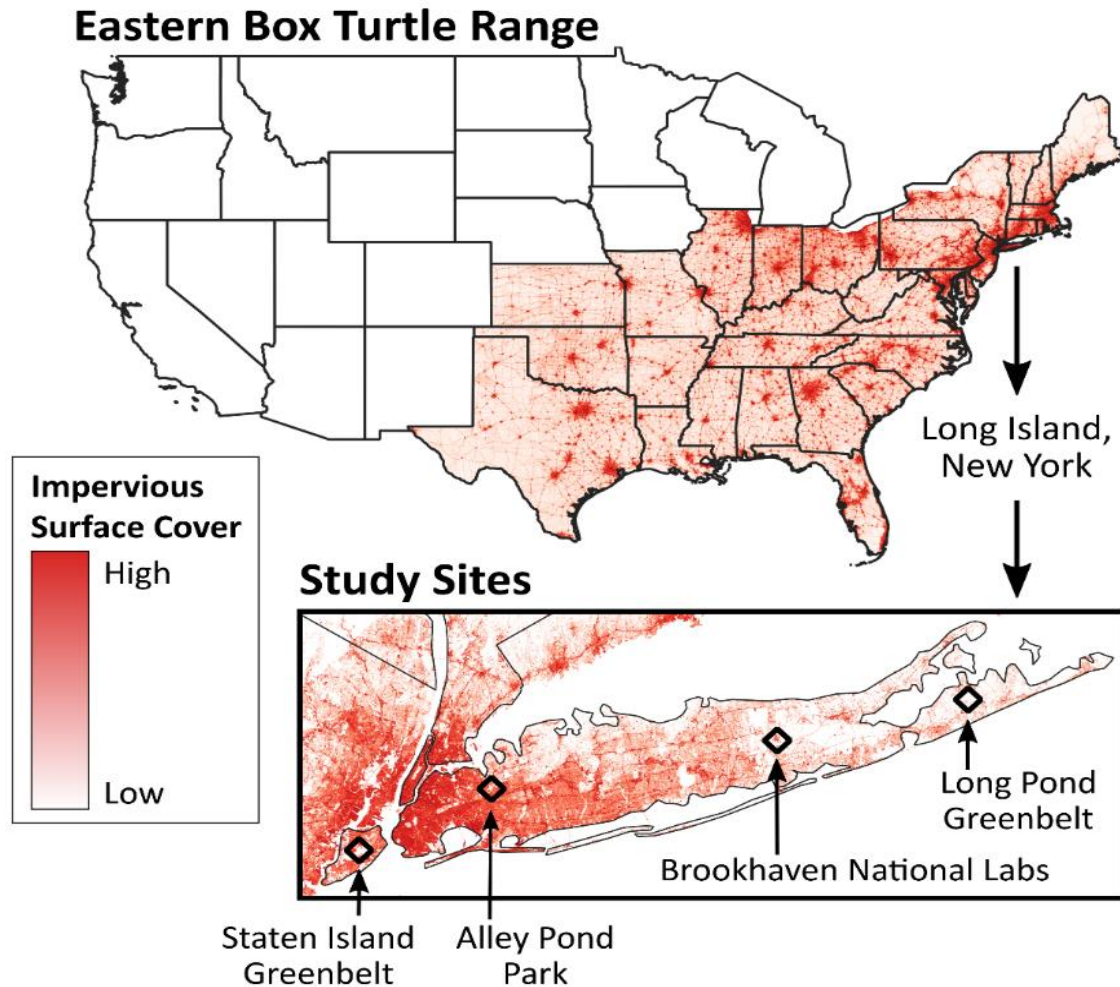 Eastern Box Turtle Range
Long Island,
New York
Impervious
Surface Cover
High
Low
Study Sites
Long Pond
Greenbelt
Brookhaven National Labs
Staten Island
Greenbelt
Alley Pond
Park